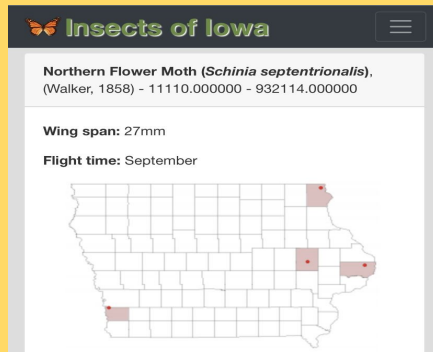 Insects of Iowa
Northern Flower Moth (Schinia septentrionalis),
(Walker, 1858) - 11110.000000 - 932114.000000
Wing span: 27mm
Flight time: September